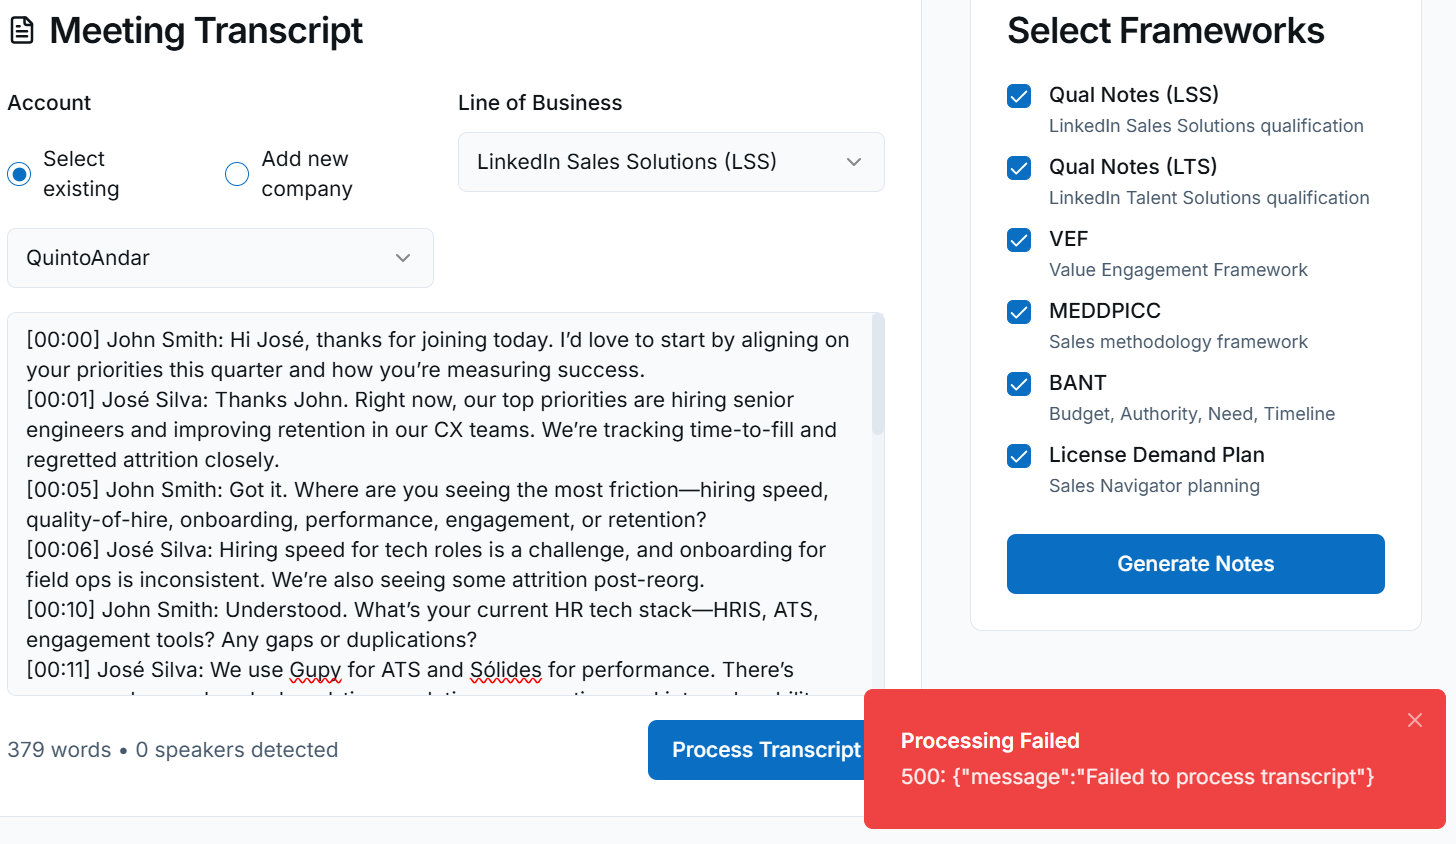 Meeting Transcript
Account
Line of Business
Select existing
Add new company
LinkedIn Sales Solutions (LSS)
QuintoAndar
[00:00] John Smith: Hi José, thanks for joining today. I’d love to start by aligning on
your priorities this quarter and how you’re measuring success.
[00:01] José Silva: Thanks John. Right now, our top priorities are hiring senior
engineers and improving retention in our CX teams. We’re tracking time-to-fill and
regretted attrition closely.
[00:05] John Smith: Got it. Where are you seeing the most friction—hiring speed,
quality-of-hire, onboarding, performance, engagement, or retention?
[00:06] José Silva: Hiring speed for tech roles is a challenge, and onboarding for
field ops is inconsistent. We’re also seeing some attrition post-reorg.
[00:10] John Smith: Understood. What’s your current HR tech stack—HRIS, ATS,
engagement tools? Any gaps or duplications?
[00:11] José Silva: We use Gupy for ATS and Sólides for performance. There’s
379 words • 0 speakers detected
Process Transcript
Select Frameworks
Qual Notes (LSS)
LinkedIn Sales Solutions qualification
Qual Notes (LTS)
LinkedIn Talent Solutions qualification
VEF
Value Engagement Framework
MEDDPICC
Sales methodology framework
BANT
Budget, Authority, Need, Timeline
License Demand Plan
Sales Navigator planning
Generate Notes
Processing Failed
500: {"message":"Failed to process transcript"}